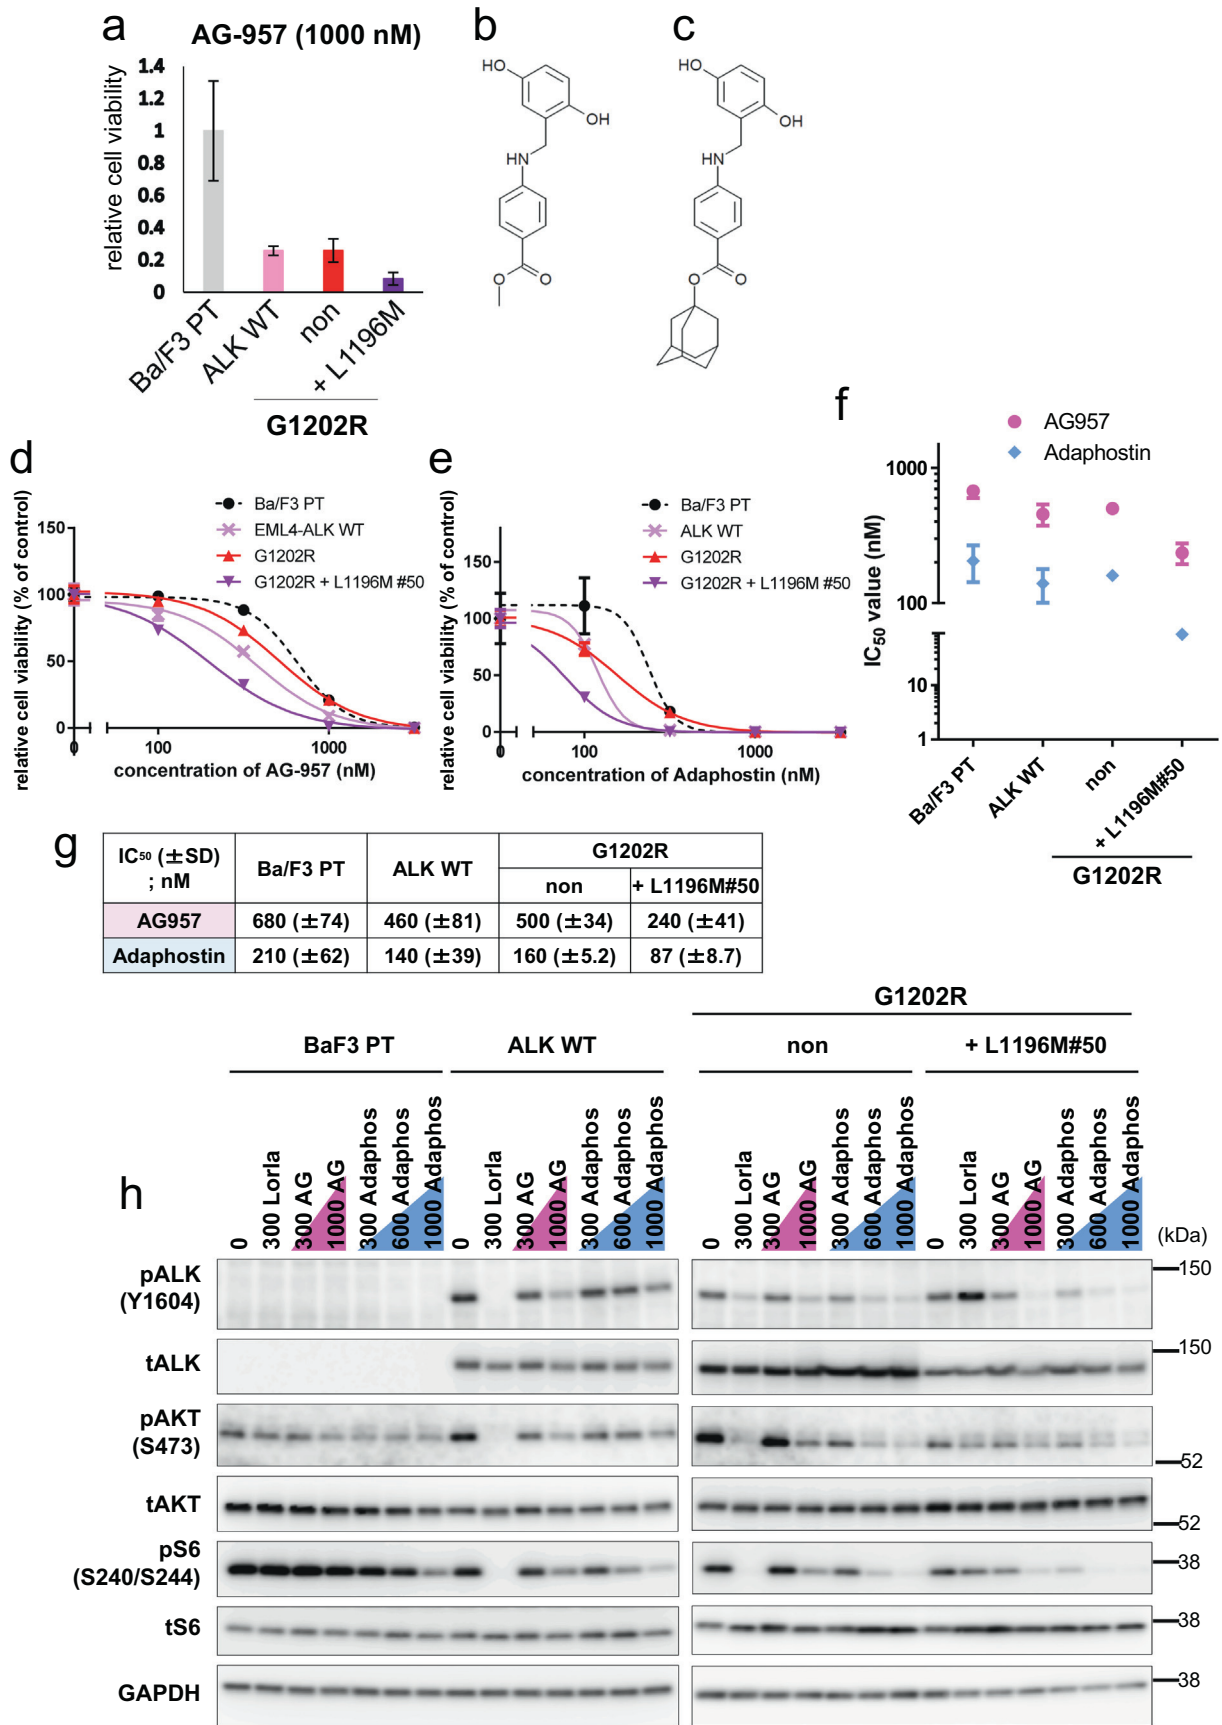 a
AG-957 (1000 nM)
relative cell viability
1.4
1.2
1
0.8
0.6
0.4
0.2
0
Ba/F3 PT
ALK WT
non
+ L1196M
G1202R
b
HO
OH
HN
O
O
c
HO
OH
HN
O
O
d
relative cell viability (% of control)
150
100
50
0
0
100
1000
concentration of AG-957 (nM)
Ba/F3 PT
EML4-ALK WT
G1202R
G1202R + L1196M #50
e
relative cell viability (% of control)
150
100
50
0
0
100
1000
concentration of Adaphostin (nM)
Ba/F3 PT
ALK WT
G1202R
G1202R + L1196M #50
f
AG957
Adaphostin
IC50 value (nM)
1000
100
10
1
Ba/F3 PT
ALK WT
non
+ L1196M#50
G1202R
g
IC50 (±SD) ; nM
Ba/F3 PT
ALK WT
G1202R
non
+ L1196M#50
AG957 680 (±74) 460 (±81) 500 (±34) 240 (±41)
Adaphostin 210 (±62) 140 (±39) 160 (±5.2) 87 (±8.7)
h
G1202R
BaF3 PT ALK WT non + L1196M#50
0 300 Lorla 300 AG 1000 AG 300 Adaphos 600 Adaphos 1000 Adaphos 0 300 Lorla 300 AG 1000 AG 300 Adaphos 600 Adaphos 1000 Adaphos 0 300 Lorla 300 AG 1000 AG 300 Adaphos 600 Adaphos 1000 Adaphos 0 300 Lorla 300 AG 1000 AG 300 Adaphos 600 Adaphos 1000 Adaphos
(kDa)
pALK
(Y1604)
150
tALK
150
pAKT
(S473)
52
tAKT
52
pS6
(S240/S244)
38
tS6
38
GAPDH
38